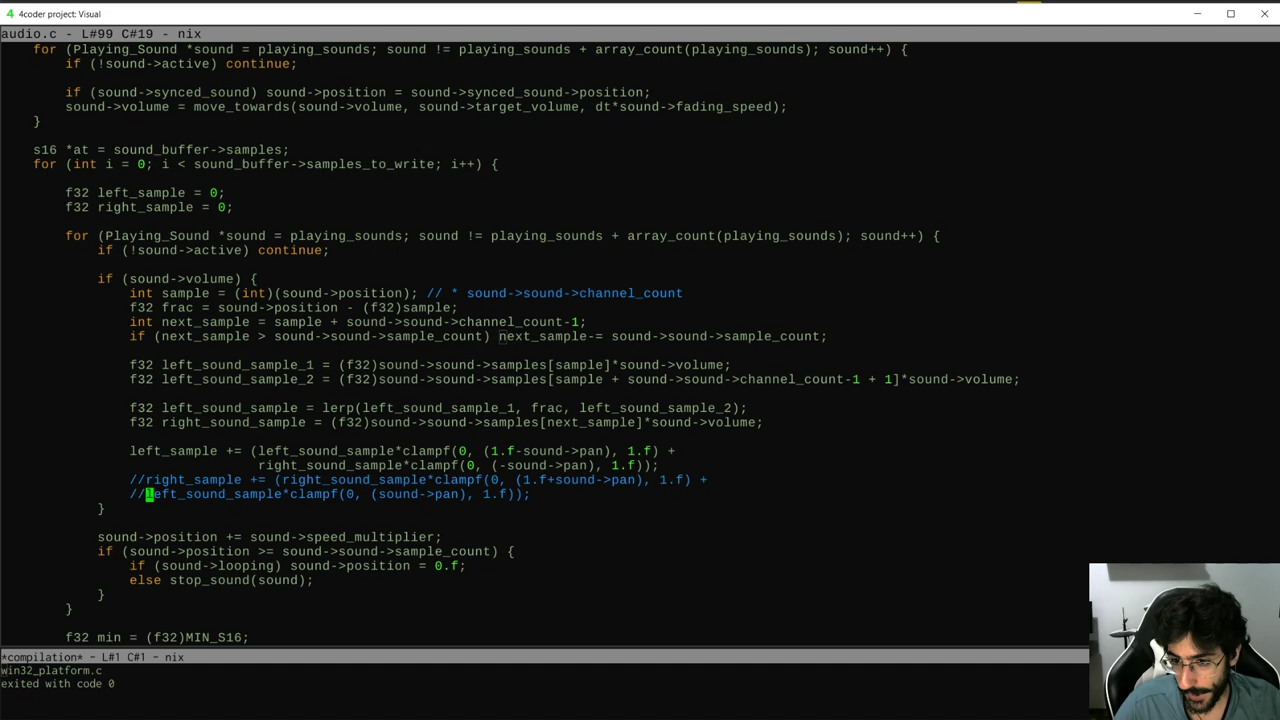 4 4coder project: Visual
audio.c - L#99 C#19 - nix
for (Playing_Sound *sound = playing_sounds; sound != playing_sounds + array_count(playing_sounds); sound++) {
if (!sound->active) continue;
if (sound->synced_sound) sound->position = sound->synced_sound->position;
sound->volume = move_towards(sound->volume, sound->target_volume, dt*sound->fading_speed);
}
s16 *at = sound_buffer->samples;
for (int i = 0; i < sound_buffer->samples_to_write; i++) {
f32 left_sample = 0;
f32 right_sample = 0;
for (Playing_Sound *sound = playing_sounds; sound != playing_sounds + array_count(playing_sounds); sound++) {
if (!sound->active) continue;
if (sound->volume) {
int sample = (int)(sound->position); // * sound->sound->channel_count
f32 frac = sound->position - (f32)sample;
int next_sample = sample + sound->sound->channel_count-1;
if (next_sample > sound->sound->sample_count) next_sample-= sound->sound->sample_count;
f32 left_sound_sample_1 = (f32)sound->sound->samples[sample]*sound->volume;
f32 left_sound_sample_2 = (f32)sound->sound->samples[sample + sound->sound->channel_count-1 + 1]*sound->volume;
f32 left_sound_sample = lerp(left_sound_sample_1, frac, left_sound_sample_2);
f32 right_sound_sample = (f32)sound->sound->samples[next_sample]*sound->volume;
left_sample += (left_sound_sample*clampf(0, (1.f-sound->pan), 1.f) +
right_sound_sample*clampf(0, (-sound->pan), 1.f));
//right_sample += (right_sound_sample*clampf(0, (1.f+sound->pan), 1.f) +
//left_sound_sample*clampf(0, (sound->pan), 1.f));
}
sound->position += sound->speed_multiplier;
if (sound->position >= sound->sound->sample_count) {
if (sound->looping) sound->position = 0.f;
else stop_sound(sound);
}
}
f32 min = (f32)MIN_S16;
*compilation* - L#1 C#1 - nix
win32_platform.c
exited with code 0